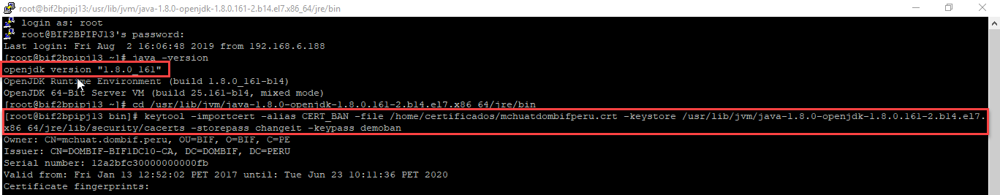 root@bif2bpipj13:/usr/lib/jvm/java-1.8.0-openjdk-1.8.0.161-2.b14.el7.x86_64/jre/bin
login as: root
root@BIF2BPIPJ13's password:
Last login: Fri Aug  2 16:06:48 2019 from 192.168.6.188
[root@bif2bpipj13 ~]# java -version
openjdk version "1.8.0_161"
OpenJDK Runtime Environment (build 1.8.0_161-b14)
OpenJDK 64-Bit Server VM (build 25.161-b14, mixed mode)
[root@bif2bpipj13 ~]# cd /usr/lib/jvm/java-1.8.0-openjdk-1.8.0.161-2.b14.el7.x86_64/jre/bin
[root@bif2bpipj13 bin]# keytool -importcert -alias CERT_BAN -file /home/certificados/mchuatdombifperu.crt -keystore /usr/lib/jvm/java-1.8.0-openjdk-1.8.0.161-2.b14.el7.
x86_64/jre/lib/security/cacerts -storepass changeit -keypass demoban
Owner: CN=mchuat.dombif.peru, OU=BIF, O=BIF, C=PE
Issuer: CN=DOMBIF-BIF1DC10-CA, DC=DOMBIF, DC=PERU
Serial number: 12a2bfc30000000000fb
Valid from: Fri Jan 13 12:52:02 PET 2017 until: Tue Jun 23 10:11:36 PET 2020
Certificate fingerprints: